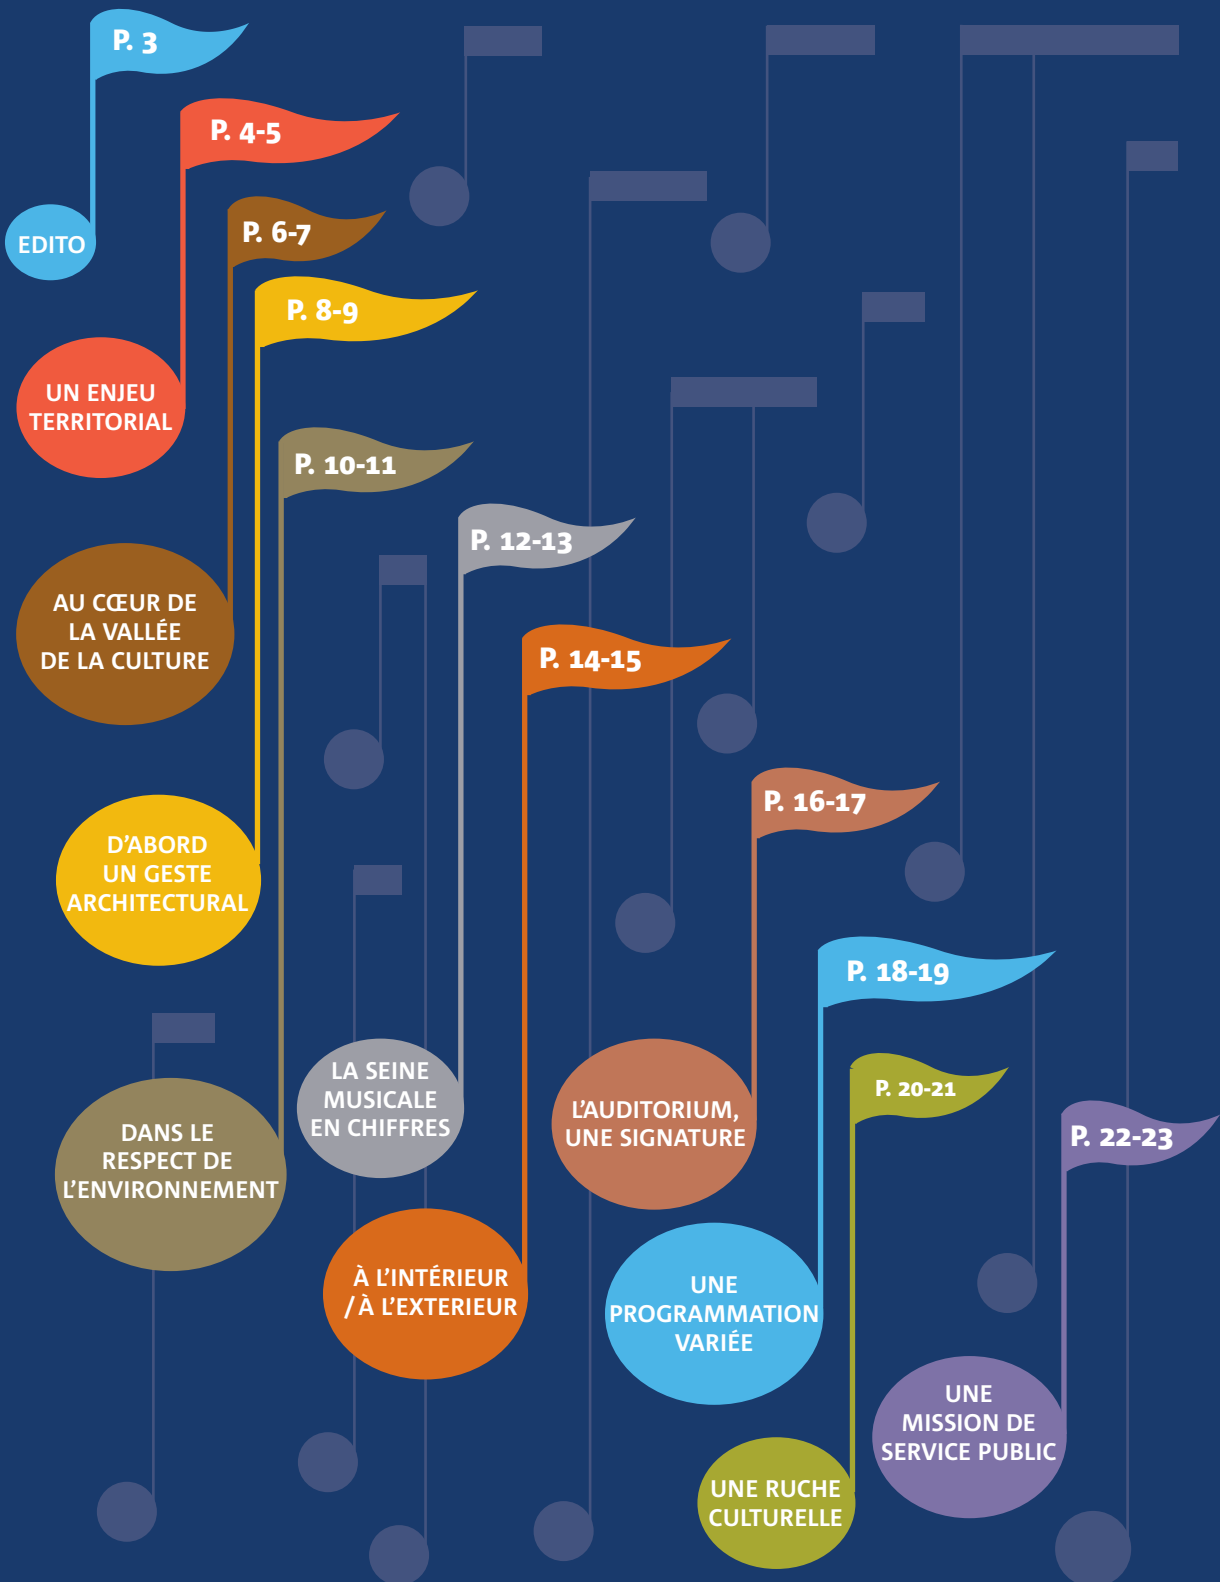 P. 3
EDITO
P. 4-5
UN ENJEU
TERRITORIAL
P. 6-7
AU CŒUR DE
LA VALLÉE
DE LA CULTURE
P. 8-9
D’ABORD
UN GESTE
ARCHITECTURAL
P. 10-11
DANS LE
RESPECT DE
L’ENVIRONNEMENT
P. 12-13
LA SEINE
MUSICALE
EN CHIFFRES
P. 14-15
À L’INTÉRIEUR
/ À L’EXTERIEUR
P. 16-17
L’AUDITORIUM,
UNE SIGNATURE
P. 18-19
UNE
PROGRAMMATION
VARIÉE
P. 20-21
UNE RUCHE
CULTURELLE
P. 22-23
UNE
MISSION DE
SERVICE PUBLIC